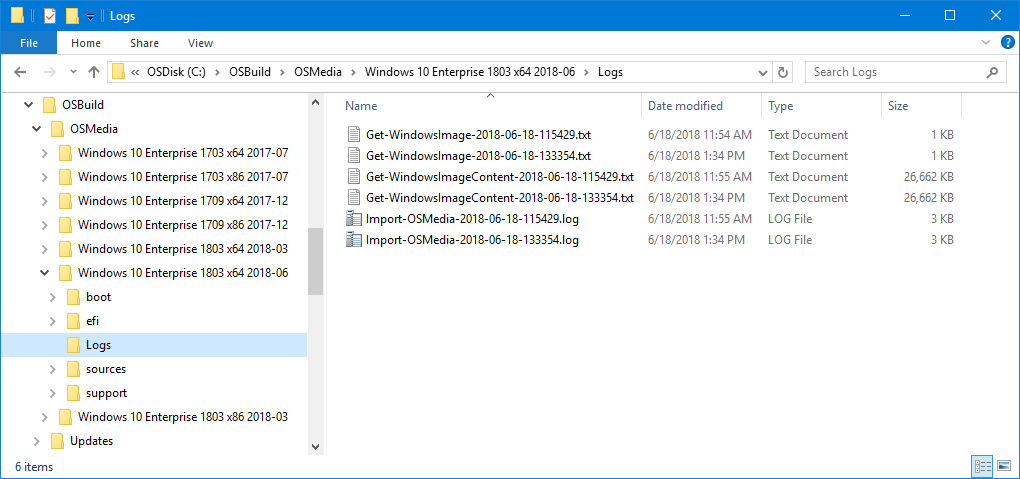 Logs
File Home Share View
« OSDisk (C:) › OSBuild › OSMedia › Windows 10 Enterprise 1803 x64 2018-06 › Logs
Search Logs
OSBuild
OSMedia
Windows 10 Enterprise 1703 x64 2017-07
Windows 10 Enterprise 1703 x86 2017-07
Windows 10 Enterprise 1709 x64 2017-12
Windows 10 Enterprise 1709 x86 2017-12
Windows 10 Enterprise 1803 x64 2018-03
Windows 10 Enterprise 1803 x64 2018-06
boot
efi
Logs
sources
support
Windows 10 Enterprise 1803 x86 2018-03
Updates
Name Date modified Type Size
Get-WindowsImage-2018-06-18-115429.txt 6/18/2018 11:54 AM Text Document 1 KB
Get-WindowsImage-2018-06-18-133354.txt 6/18/2018 1:34 PM Text Document 1 KB
Get-WindowsImageContent-2018-06-18-115429.txt 6/18/2018 11:55 AM Text Document 26,662 KB
Get-WindowsImageContent-2018-06-18-133354.txt 6/18/2018 1:34 PM Text Document 26,662 KB
Import-OSMedia-2018-06-18-115429.log 6/18/2018 11:55 AM LOG File 3 KB
Import-OSMedia-2018-06-18-133354.log 6/18/2018 1:34 PM LOG File 3 KB
6 items